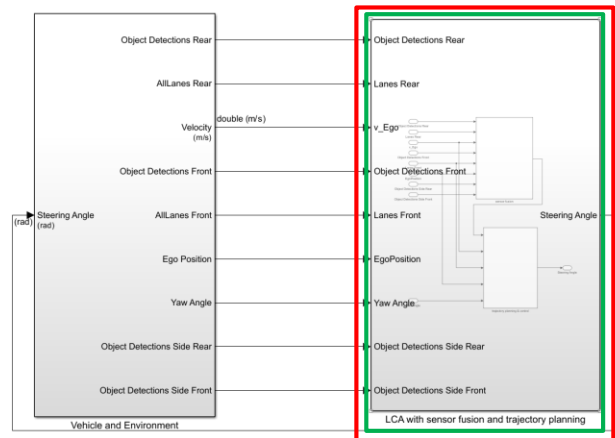 Object Detections Rear
AllLanes Rear
Velocity
(m/s)
Object Detections Front
AllLanes Front
Ego Position
Yaw Angle
Object Detections Side Rear
Object Detections Side Front
Steering Angle
(rad)
(rad)
Vehicle and Environment
double (m/s)
Object Detections Rear
Lanes Rear
v_Ego
Object Detections Front
Lanes Front
EgoPosition
Yaw Angle
Object Detections Side Rear
Object Detections Side Front
Steering Angle
LCA with sensor fusion and trajectory planning